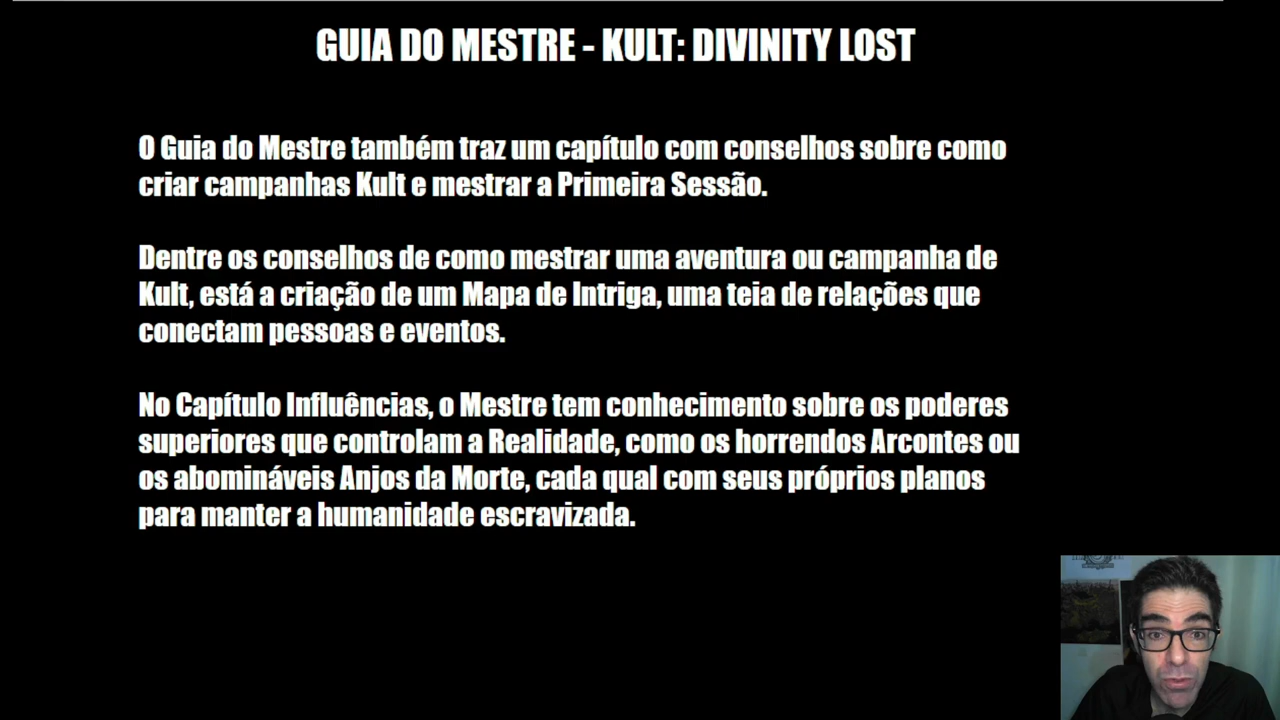 GUIA DO MESTRE - KULT: DIVINITY LOST
O Guia do Mestre também traz um capítulo com conselhos sobre como
criar campanhas Kult e mestrar a Primeira Sessão.
Dentre os conselhos de como mestrar uma aventura ou campanha de
Kult, está a criação de um Mapa de Intriga, uma teia de relações que
conectam pessoas e eventos.
No Capítulo Influências, o Mestre tem conhecimento sobre os poderes
superiores que controlam a Realidade, como os horrendos Arcontes ou
os abomináveis Anjos da Morte, cada qual com seus próprios planos
para manter a humanidade escravizada.